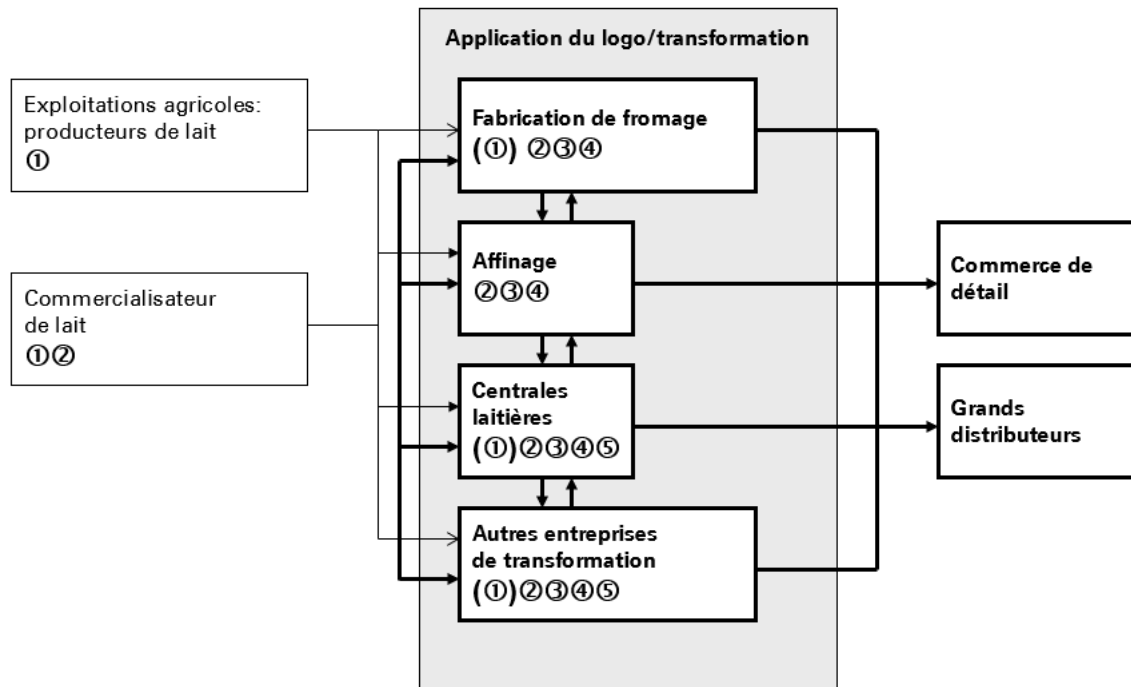 Application du logo/transformation
Exploitations agricoles:
producteurs de lait
①
Fabrication de fromage
(①) ②③④
Affinage
②③④
Commerce de
détail
Commercialisateur
de lait
①②
Centrales
laitières
(①)②③④⑤
Grands
distributeurs
Autres entreprises
de transformation
(①)②③④⑤